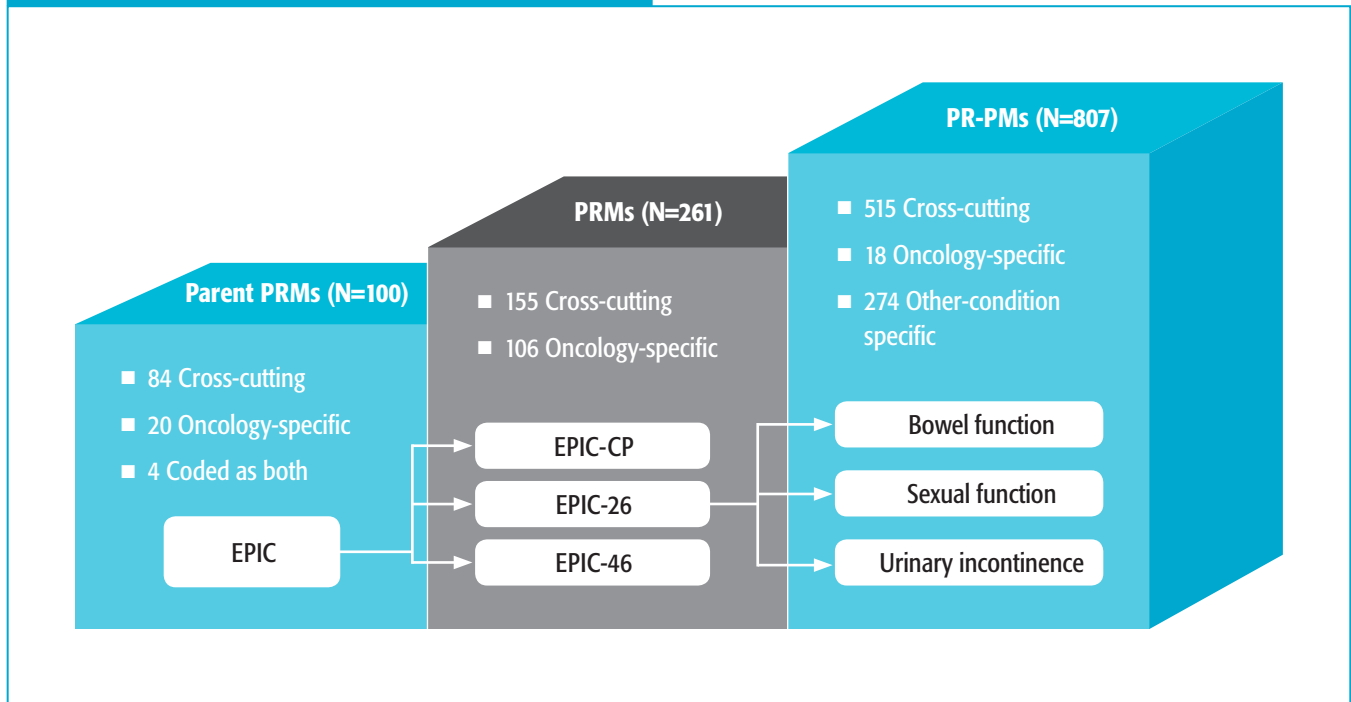 Parent PRMs (N=100)
■ 84 Cross-cutting
■ 20 Oncology-specific
■ 4 Coded as both
EPIC
PRMs (N=261)
■ 155 Cross-cutting
■ 106 Oncology-specific
EPIC-CP
EPIC-26
EPIC-46
PR-PMs (N=807)
■ 515 Cross-cutting
■ 18 Oncology-specific
■ 274 Other-condition
specific
Bowel function
Sexual function
Urinary incontinence